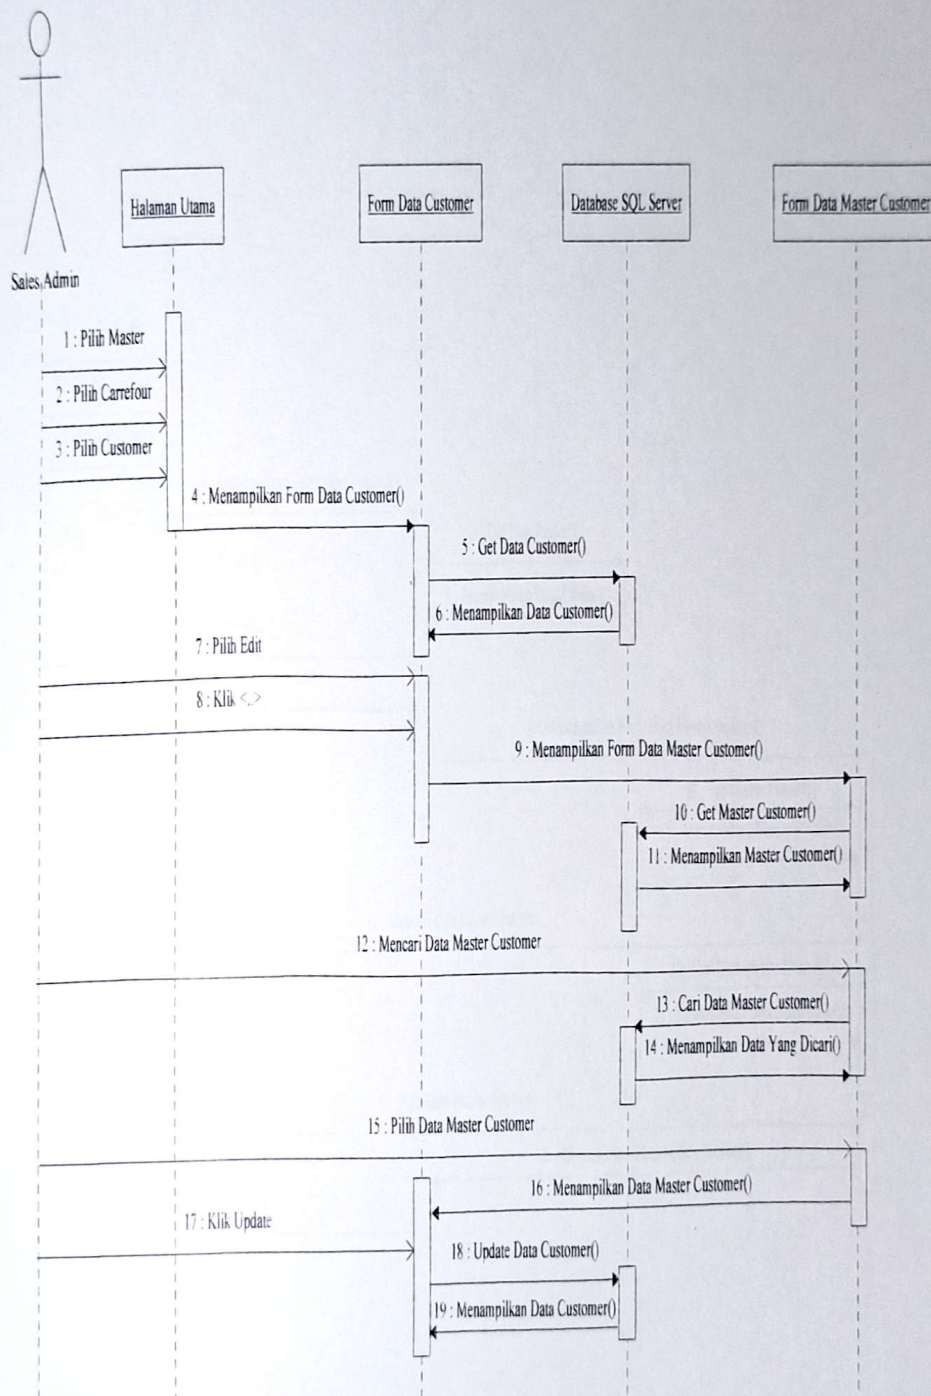 Halaman Utama
Form Data Customer
Database SQL Server
Form Data Master Customer
Sales Admin
1 : Pilih Master
2 : Pilih Carrefour
3 : Pilih Customer
4 : Menampilkan Form Data Customer()
5 : Get Data Customer()
6 : Menampilkan Data Customer()
7 : Pilih Edit
8 : Klik <..>
9 : Menampilkan Form Data Master Customer()
10 : Get Master Customer()
11 : Menampilkan Master Customer()
12 : Mencari Data Master Customer
13 : Cari Data Master Customer()
14 : Menampilkan Data Yang Dicari()
15 : Pilih Data Master Customer
16 : Menampilkan Data Master Customer()
17 : Klik Update
18 : Update Data Customer()
19 : Menampilkan Data Customer()